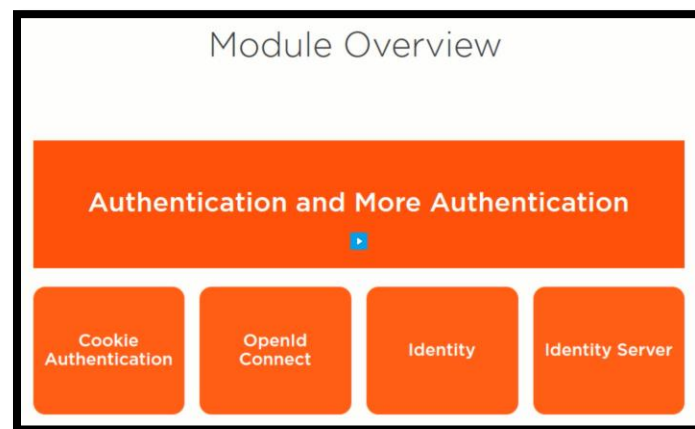 Module Overview
Authentication and More Authentication
Cookie
Authentication
OpenId
Connect
Identity
Identity Server